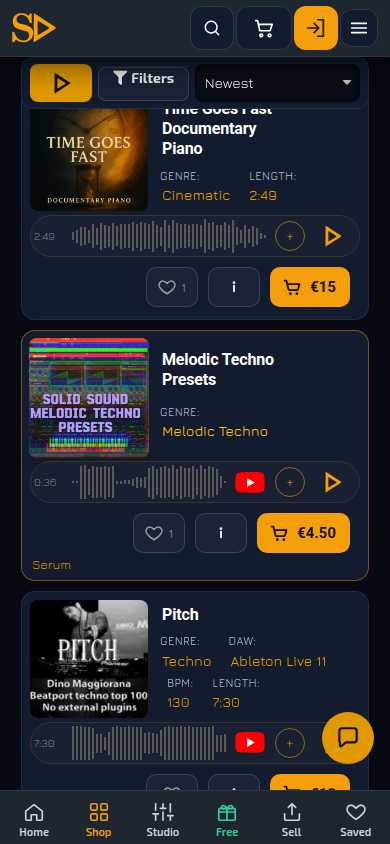 SD
Filters
Newest
Time Goes Fast
Documentary
Piano
TIME GOES
FAST
DOCUMENTARY PIANO
GENRE: LENGTH:
Cinematic 2:49
2:49
+
1
i
€15
Melodic Techno
Presets
SOLID SOUND
MELODIC TECHNO
PRESETS
GENRE:
Melodic Techno
0:36
+
1
i
€4.50
Serum
Pitch
PITCH
Dino Maggiorana
Beatport techno top 100
No external plugins
GENRE: DAW:
Techno Ableton Live 11
BPM: LENGTH:
130 7:30
7:30
+
Home Shop Studio Free Sell Saved